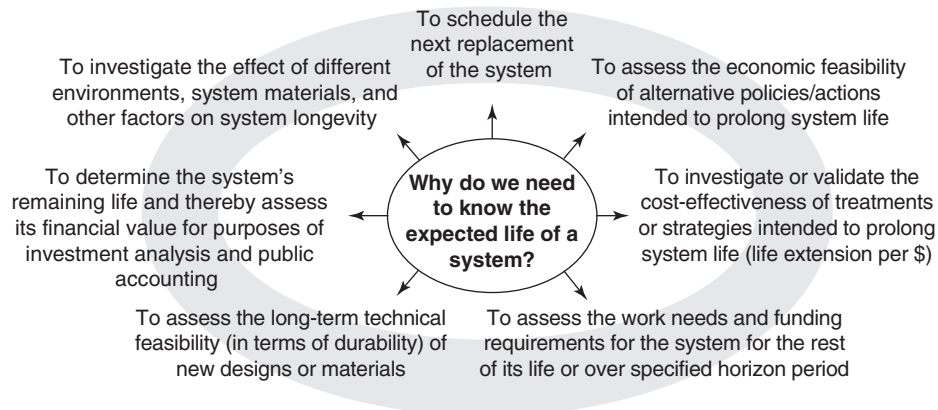 To schedule the
next replacement
of the system
To investigate the effect of different
environments, system materials, and
other factors on system longevity
To assess the economic feasibility
of alternative policies/actions
intended to prolong system life
To determine the system's
remaining life and thereby assess
its financial value for purposes of
investment analysis and public
accounting
Why do we need
to know the
expected life of a
system?
To investigate or validate the
cost-effectiveness of treatments
or strategies intended to prolong
system life (life extension per $)
To assess the long-term technical
feasibility (in terms of durability) of
new designs or materials
To assess the work needs and funding
requirements for the system for the rest
of its life or over specified horizon period